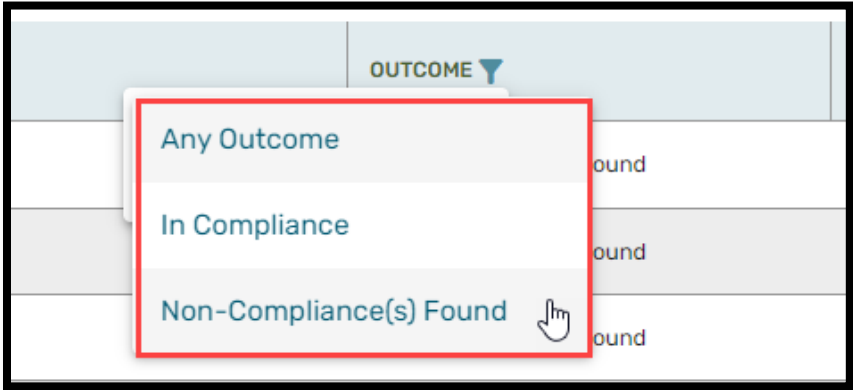 OUTCOME
Any Outcome
ound
In Compliance
ound
Non-Compliance(s) Found
ound